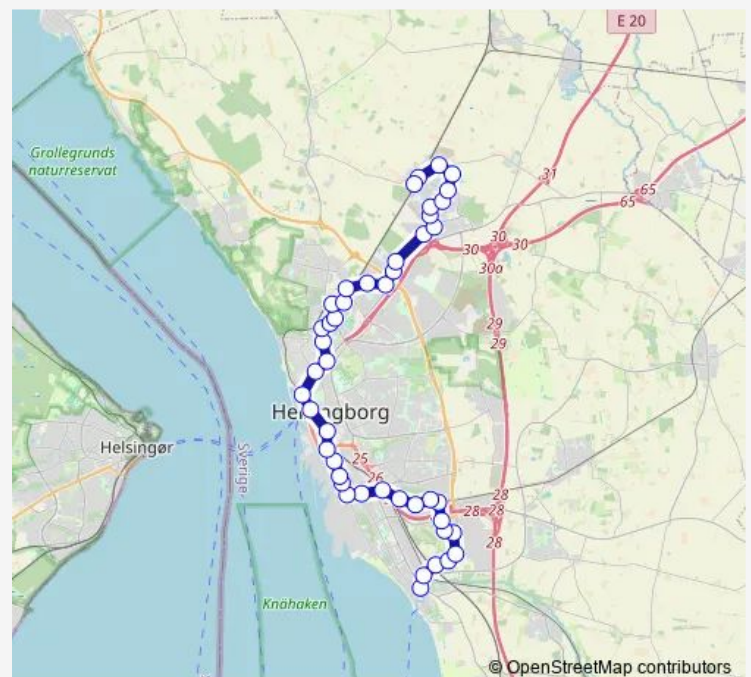 E 20
Grollegrunds
naturreservat
31
65
65
30
30
30
30a
29
29
Helsingborg
Helsingør
Sverige
25
26
28
28
28
28
Knähaken
© OpenStreetMap contributors